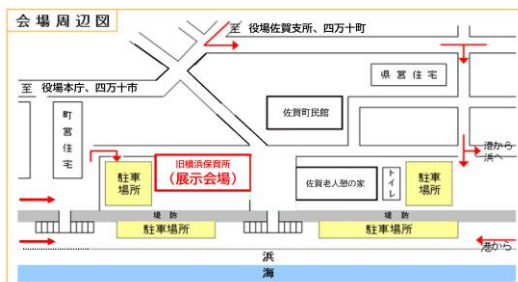 会場周辺図
至 役場佐賀支所、四万十町
至 役場本庁、四万十市
県営住宅
町営住宅
佐賀町民館
旧横浜保育所
(展示会場)
佐賀老人憩の家
トイレ
駐車
場所
駐車
場所
港から
浜へ
堤防
堤防
駐車場所
駐車場所
港から
浜
海